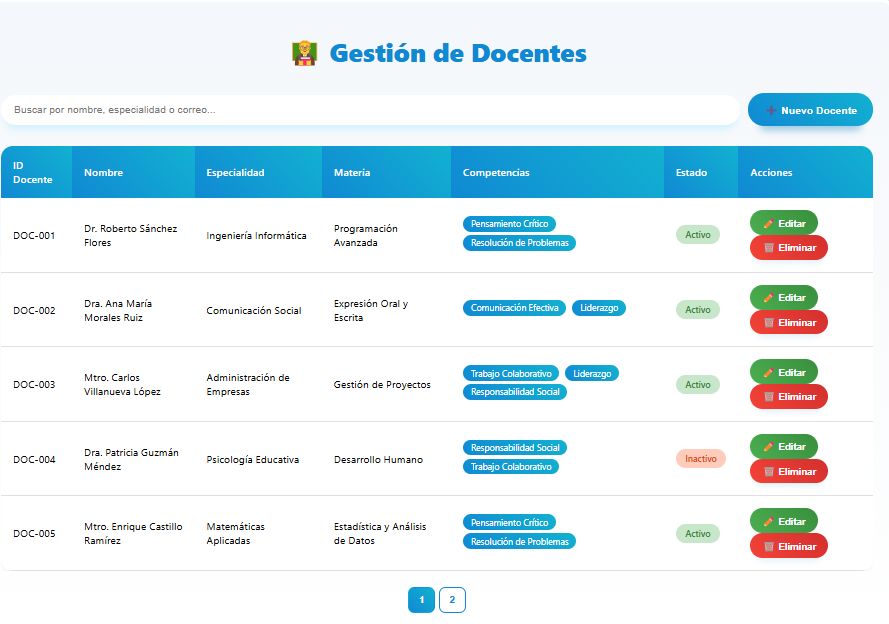 Gestión de Docentes
Buscar por nombre, especialidad o correo...
Nuevo Docente
ID Docente Nombre Especialidad Materia Competencias Estado Acciones
DOC-001 Dr. Roberto Sánchez Flores Ingeniería Informática Programación Avanzada Pensamiento Crítico Resolución de Problemas Activo Editar Eliminar
DOC-002 Dra. Ana María Morales Ruiz Comunicación Social Expresión Oral y Escrita Comunicación Efectiva Liderazgo Activo Editar Eliminar
DOC-003 Mtro. Carlos Villanueva López Administración de Empresas Gestión de Proyectos Trabajo Colaborativo Liderazgo Responsabilidad Social Activo Editar Eliminar
DOC-004 Dra. Patricia Guzmán Méndez Psicología Educativa Desarrollo Humano Responsabilidad Social Trabajo Colaborativo Inactivo Editar Eliminar
DOC-005 Mtro. Enrique Castillo Ramírez Matemáticas Aplicadas Estadística y Análisis de Datos Pensamiento Crítico Resolución de Problemas Activo Editar Eliminar
1 2